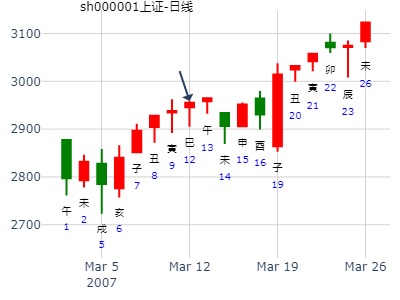 sh000001上证-日线
3100
3000
2900
2800
2700
午
1
未
2
戌
5
亥
6
子
7
丑
8
寅
9
巳
12
午
13
未
14
申
15
酉
16
子
19
丑
20
寅
21
卯
22
辰
23
未
26
Mar 5
2007
Mar 12
Mar 19
Mar 26